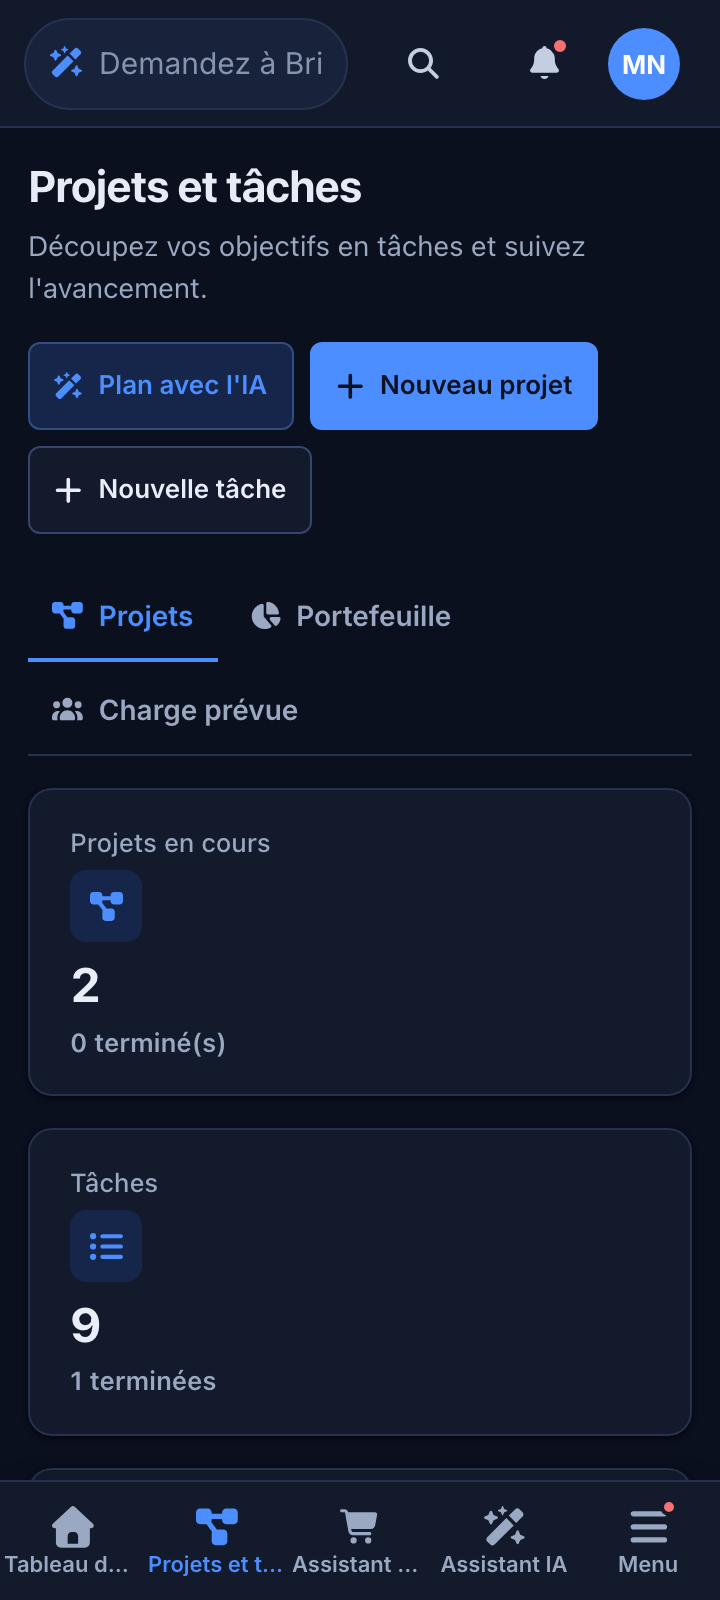 Demandez à Bri
MN
Projets et tâches
Découpez vos objectifs en tâches et suivez
l'avancement.
Plan avec l'IA
Nouveau projet
Nouvelle tâche
Projets
Portefeuille
Charge prévue
Projets en cours
2
0 terminé(s)
Tâches
9
1 terminées
Tableau d...
Projets et t...
Assistant ...
Assistant IA
Menu